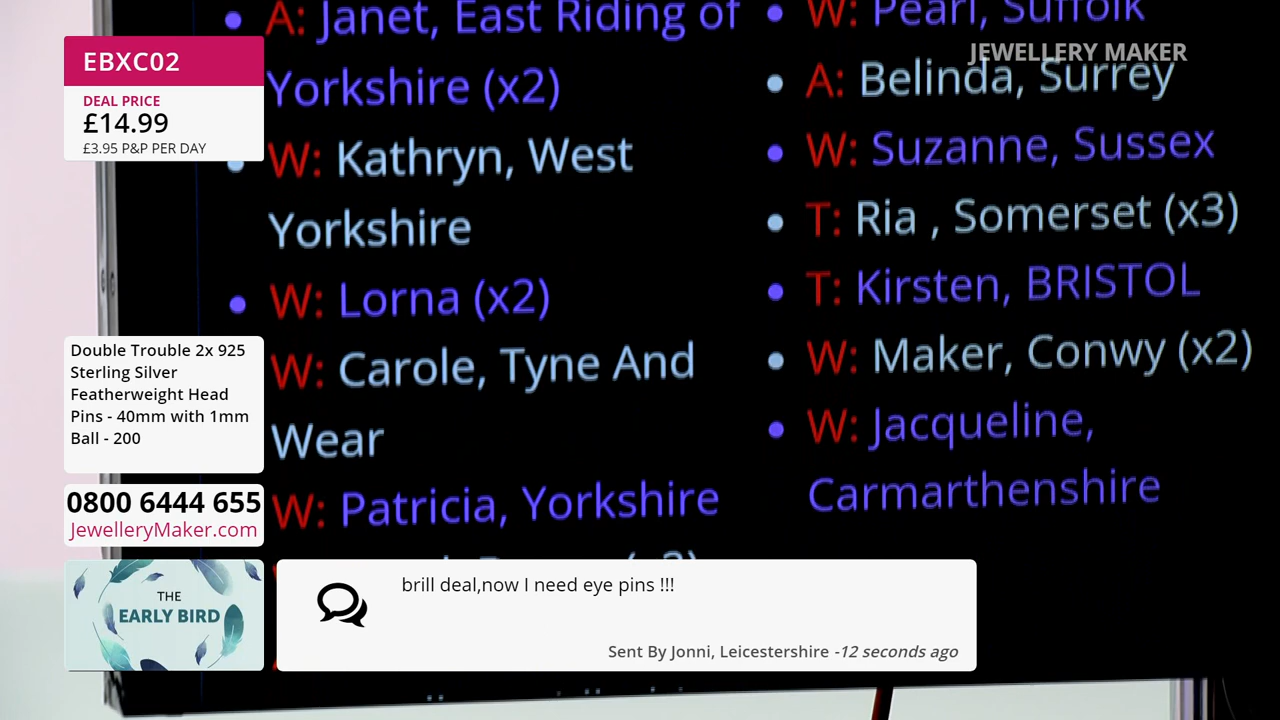 EBXC02
DEAL PRICE
£14.99
£3.95 P&P PER DAY
A: Janet, East Riding of
Yorkshire (x2)
W: Kathryn, West
Yorkshire
W: Lorna (x2)
W: Carole, Tyne And
Wear
W: Patricia, Yorkshire
W: Pearl, Suffolk
JEWELLERY MAKER
A: Belinda, Surrey
W: Suzanne, Sussex
T: Ria , Somerset (x3)
T: Kirsten, BRISTOL
W: Maker, Conwy (x2)
W: Jacqueline,
Carmarthenshire
Double Trouble 2x 925
Sterling Silver
Featherweight Head
Pins - 40mm with 1mm
Ball - 200
0800 6444 655
JewelleryMaker.com
THE
EARLY BIRD
brill deal,now I need eye pins !!!
Sent By Jonni, Leicestershire -12 seconds ago